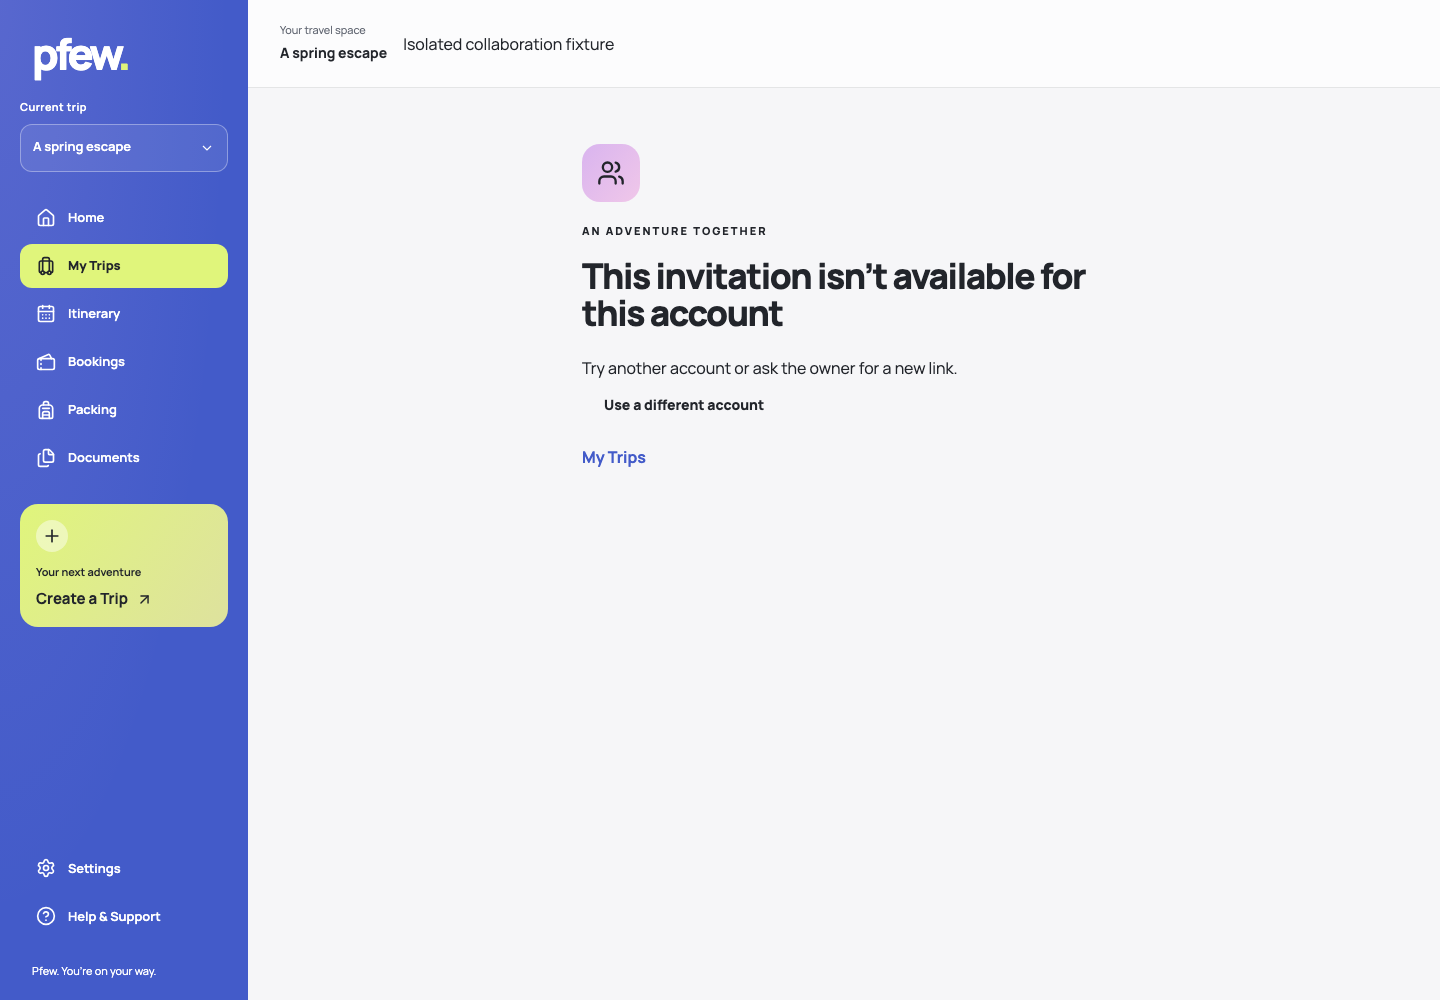 pfew.
Current trip
A spring escape
Home
My Trips
Itinerary
Bookings
Packing
Documents
Your next adventure
Create a Trip
Settings
Help & Support
Pfew. You're on your way.
Your travel space
A spring escape
Isolated collaboration fixture
AN ADVENTURE TOGETHER
This invitation isn’t available for
this account
Try another account or ask the owner for a new link.
Use a different account
My Trips